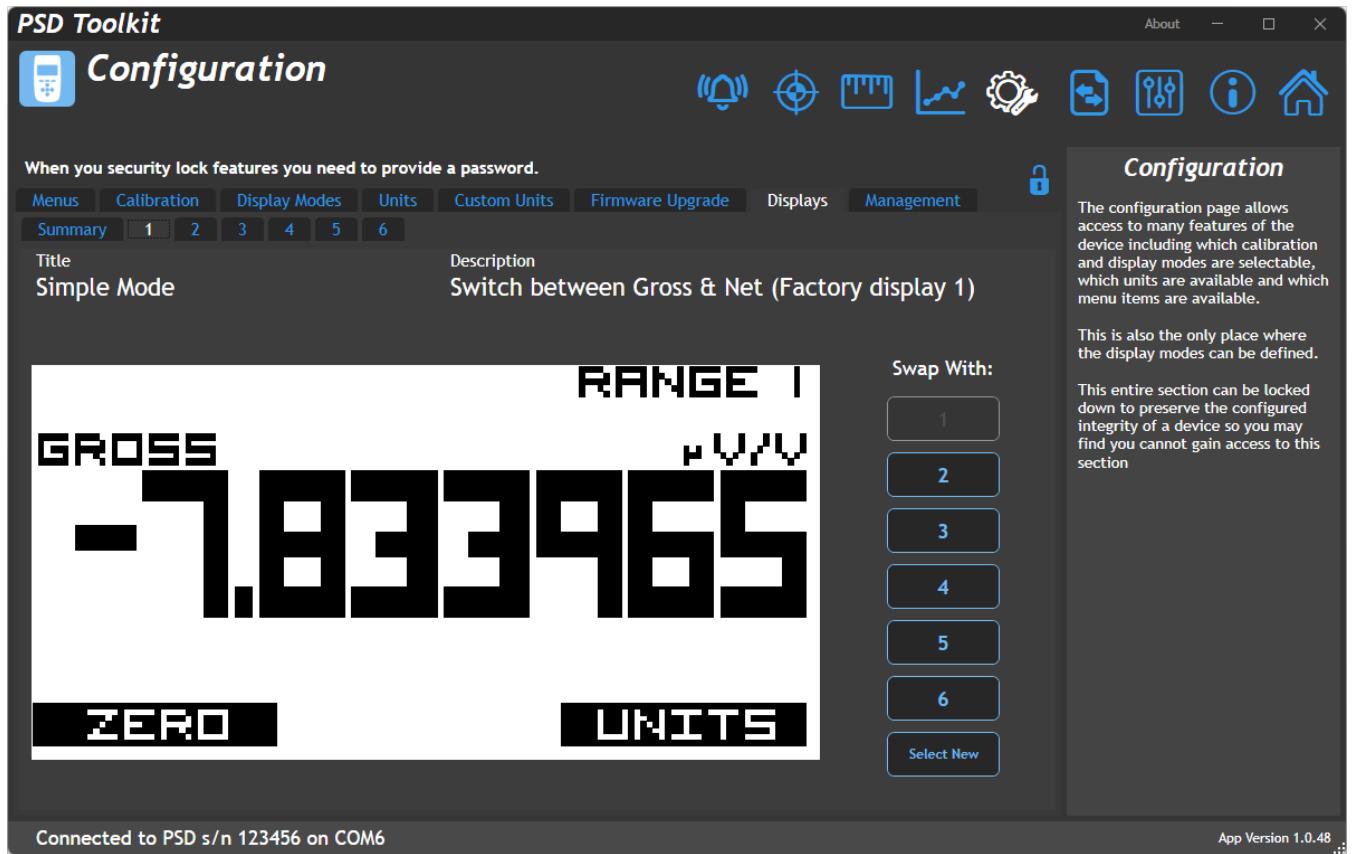 PSD Toolkit
About
Configuration
When you security lock features you need to provide a password.
Menus Calibration Display Modes Units Custom Units Firmware Upgrade Displays Management
Summary 1 2 3 4 5 6
Title Description
Simple Mode Switch between Gross & Net (Factory display 1)
RANGE 1
GROSS µV/V
-7.833965
ZERO UNITS
Swap With:
1
2
3
4
5
6
Select New
Configuration
The configuration page allows
access to many features of the
device including which calibration
and display modes are selectable,
which units are available and which
menu items are available.
This is also the only place where
the display modes can be defined.
This entire section can be locked
down to preserve the configured
integrity of a device so you may
find you cannot gain access to this
section
Connected to PSD s/n 123456 on COM6
App Version 1.0.48